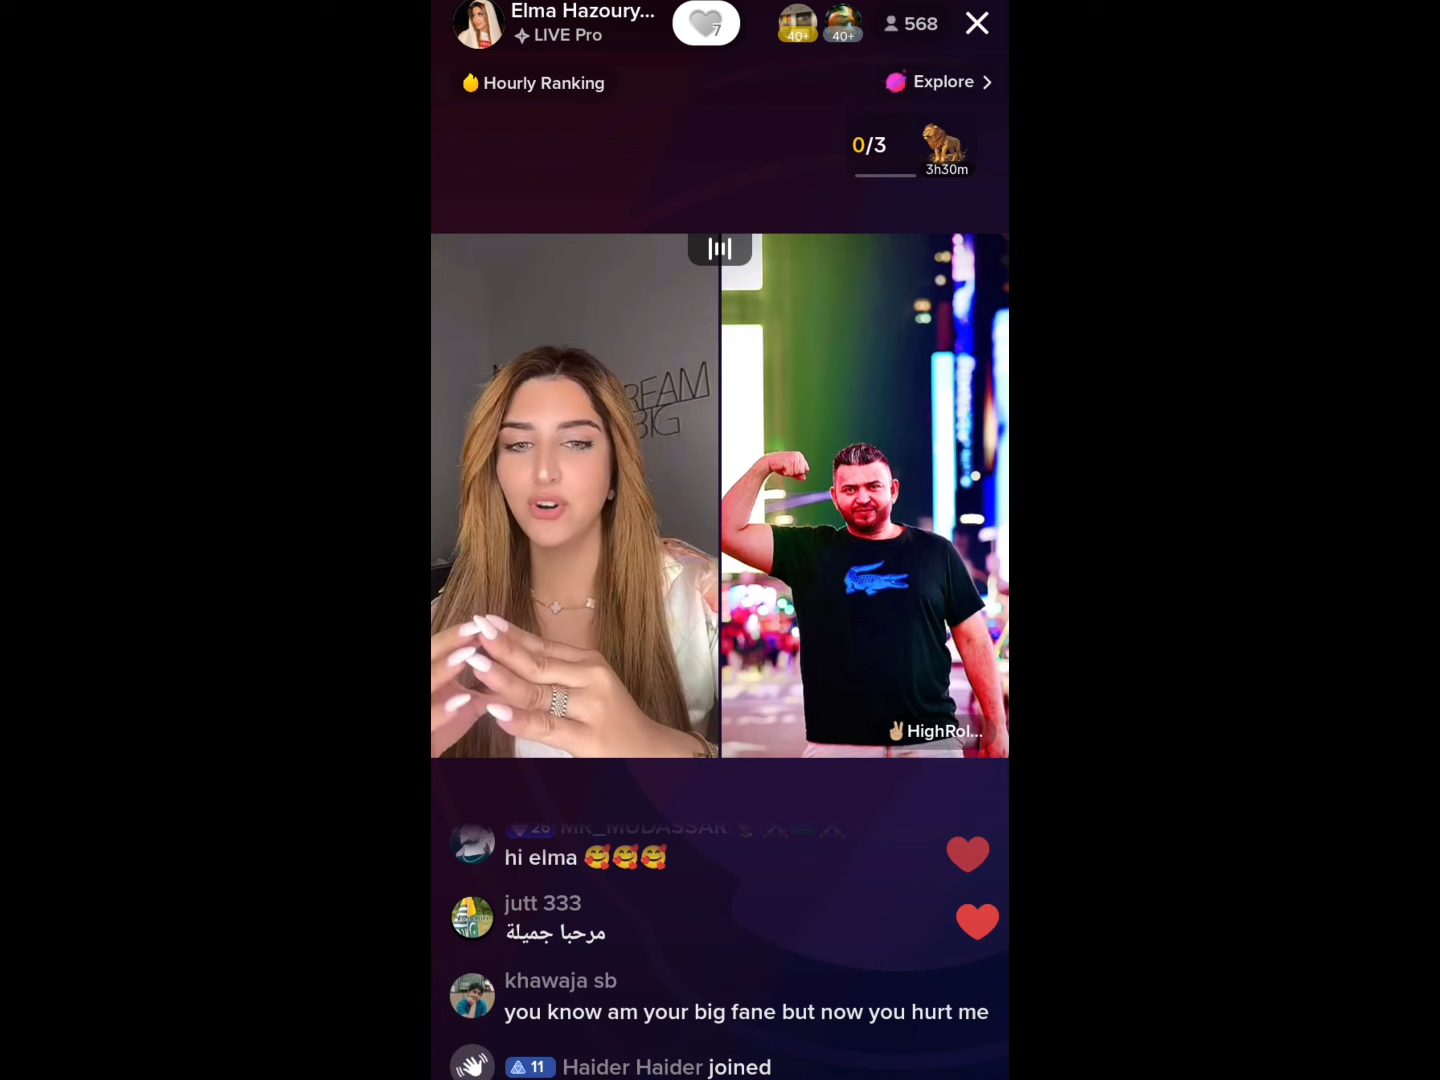 Elma Hazoury...
LIVE Pro
7
40+
40+
568
Hourly Ranking
Explore
0/3
3h30m
REAM
BIG
HighRol...
26 MR_MUDASSAR
hi elma 🥰🥰🥰
jutt 333
مرحبا جميلة
khawaja sb
you know am your big fane but now you hurt me
11 Haider Haider joined